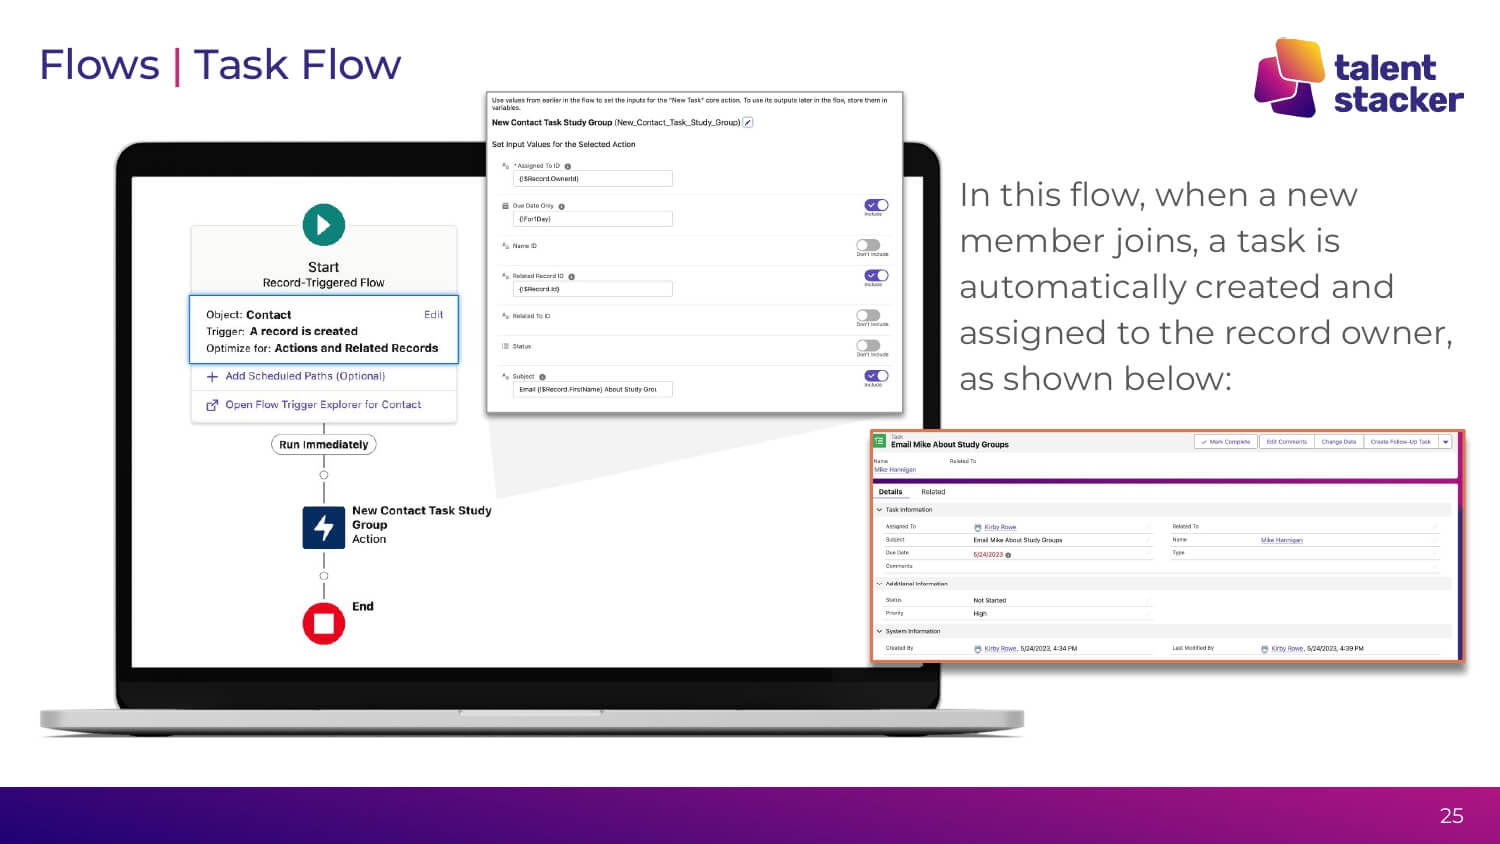 Flows | Task Flow
talent
stacker
Use values from earlier in the flow to set the inputs for the "New Task" core action. To use its outputs later in the flow, store them in
variables.
New Contact Task Study Group (New_Contact_Task_Study_Group)
Set Input Values for the Selected Action
* Assigned To ID
{!$Record.OwnerId}
Due Date Only
{!For1Day}
Include
Name ID
Don't Include
Related Record ID
{!$Record.Id}
Include
Related To ID
Don't Include
Status
Don't Include
Subject
Email {!$Record.FirstName} About Study Grou
Include
Start
Record-Triggered Flow
Object: Contact Edit
Trigger: A record is created
Optimize for: Actions and Related Records
Add Scheduled Paths (Optional)
Open Flow Trigger Explorer for Contact
Run Immediately
New Contact Task Study
Group
Action
End
In this flow, when a new
member joins, a task is
automatically created and
assigned to the record owner,
as shown below:
Task
Email Mike About Study Groups
Mark Complete Edit Comments Change Date Create Follow-Up Task
Name Related To
Mike Hannigan
Details Related
Task Information
Assigned To Kirby Rowe Related To
Subject Email Mike About Study Groups Name Mike Hannigan
Due Date 5/24/2023 Type
Comments
Additional Information
Status Not Started
Priority High
System Information
Created By Kirby Rowe, 5/24/2023, 4:34 PM Last Modified By Kirby Rowe, 5/24/2023, 4:39 PM
25